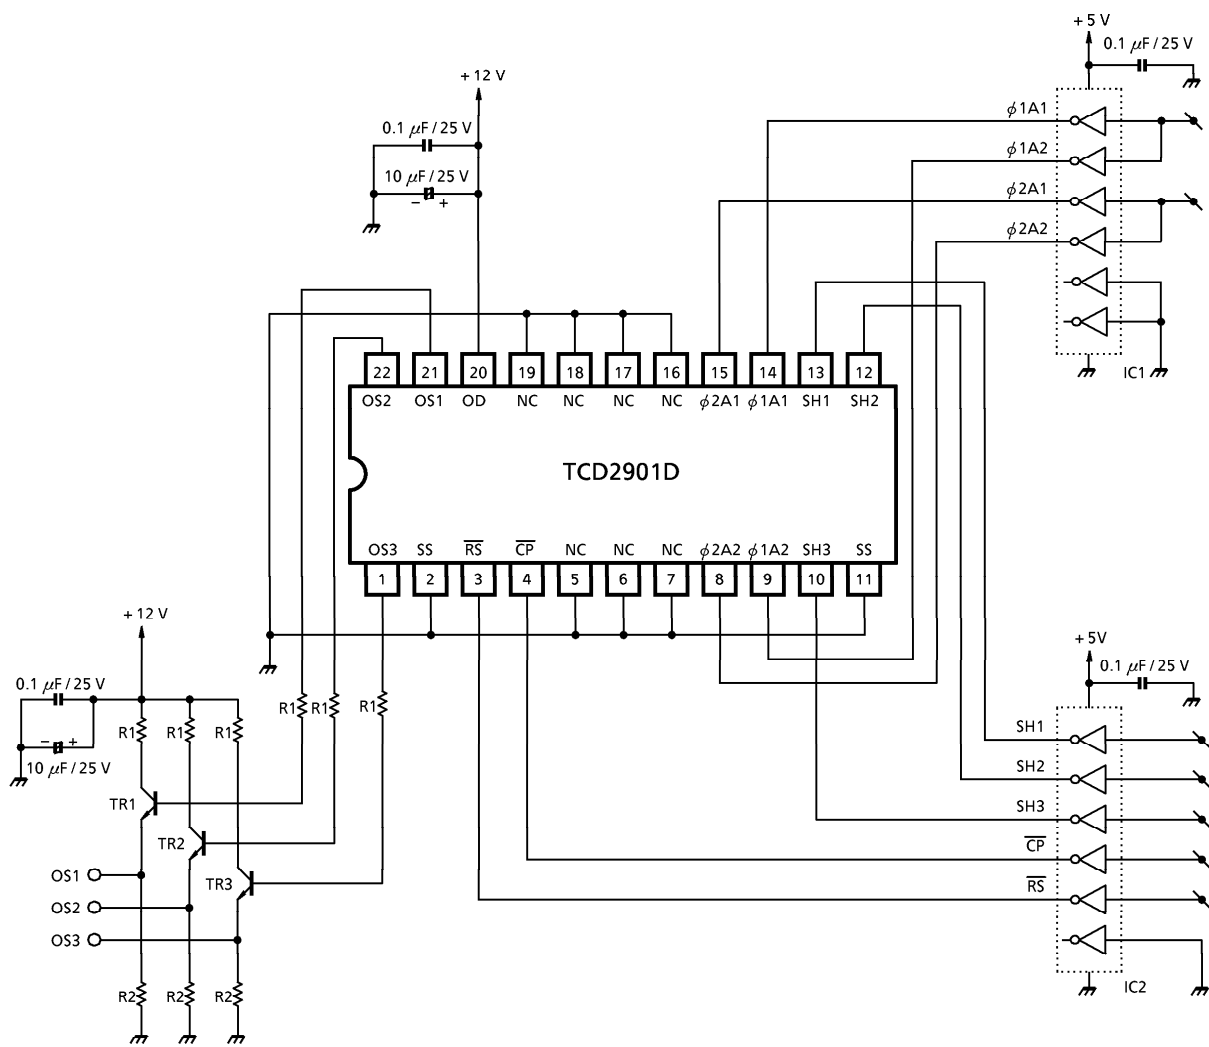 + 5 V
0.1 μF / 25 V
+ 12 V
0.1 μF / 25 V
10 μF / 25 V
− +
ϕ1A1
ϕ1A2
ϕ2A1
ϕ2A2
IC1
22 21 20 19 18 17 16 15 14 13 12
OS2 OS1 OD NC NC NC NC ϕ2A1 ϕ1A1 SH1 SH2
TCD2901D
OS3 SS R̅S̅ C̅P̅ NC NC NC ϕ2A2 ϕ1A2 SH3 SS
1 2 3 4 5 6 7 8 9 10 11
+ 12 V
0.1 μF / 25 V
− +
10 μF / 25 V
R1 R1 R1 R1 R1 R1
TR1
TR2
TR3
OS1
OS2
OS3
R2 R2 R2
+ 5V
0.1 μF / 25 V
SH1
SH2
SH3
C̅P̅
R̅S̅
IC2